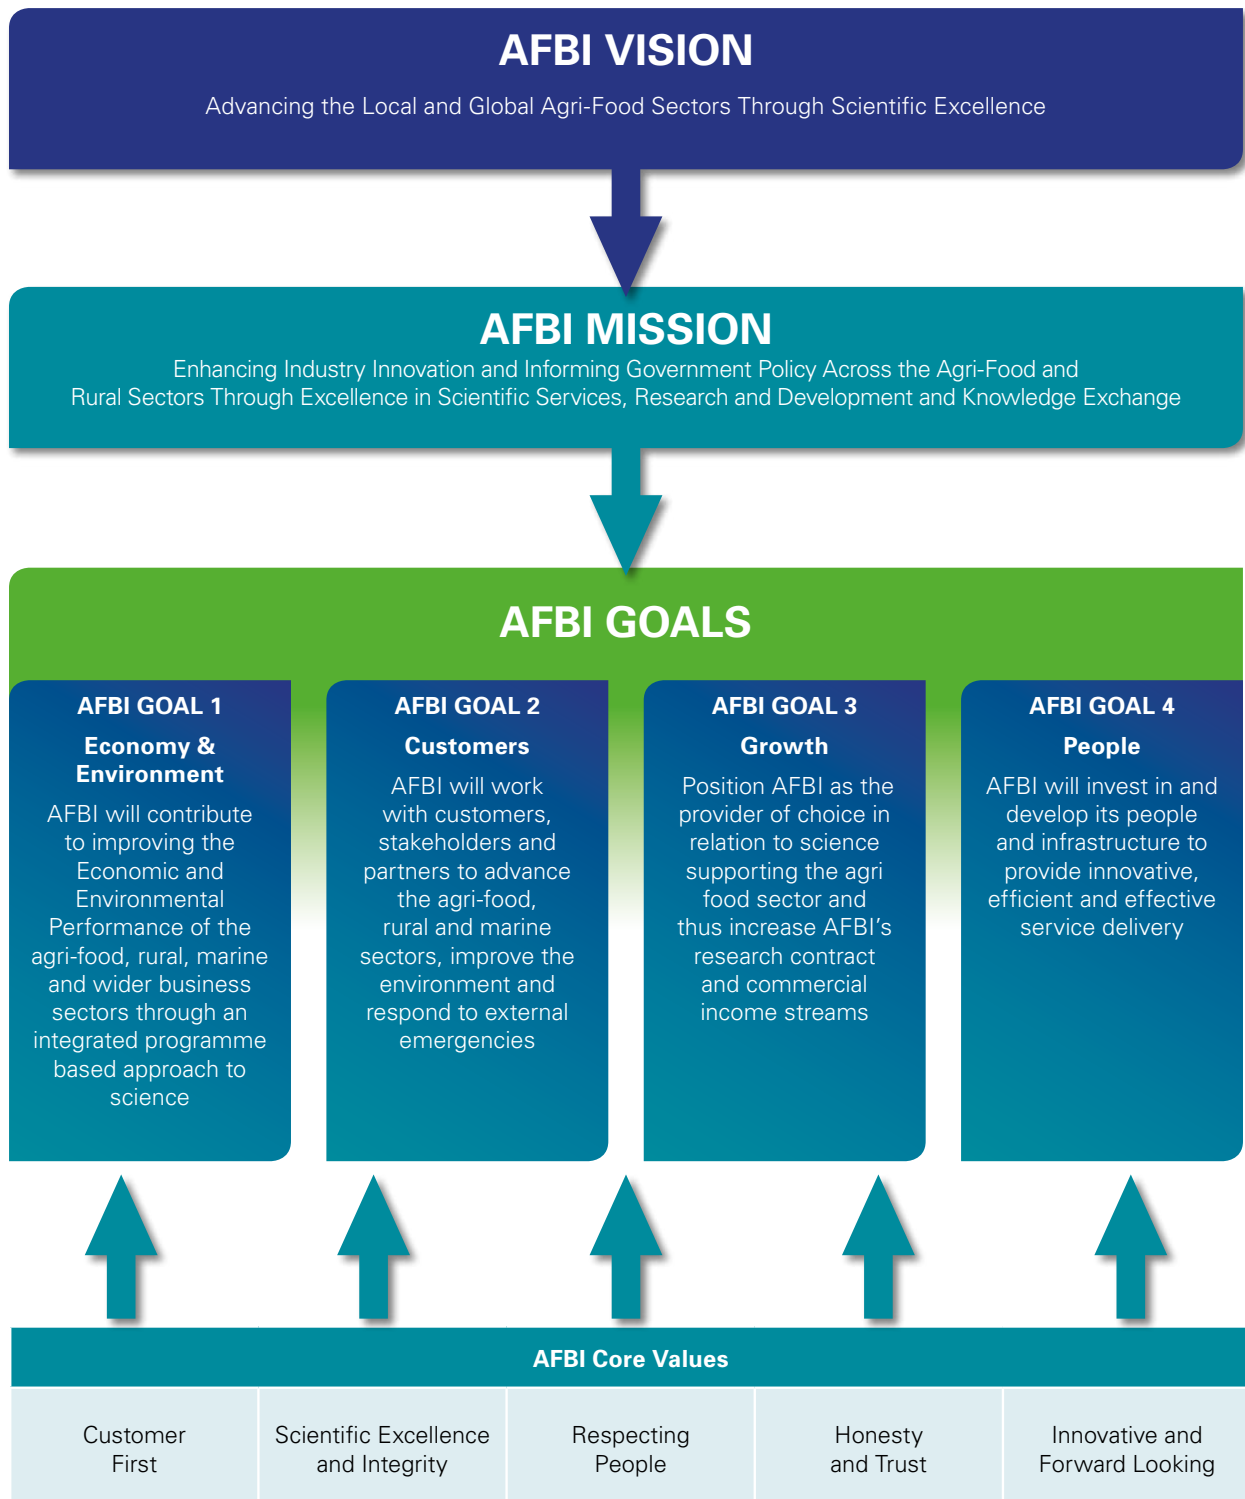 AFBI VISION
Advancing the Local and Global Agri-Food Sectors Through Scientific Excellence
AFBI MISSION
Enhancing Industry Innovation and Informing Government Policy Across the Agri-Food and
Rural Sectors Through Excellence in Scientific Services, Research and Development and Knowledge Exchange
AFBI GOALS
AFBI GOAL 1
Economy &
Environment
AFBI will contribute
to improving the
Economic and
Environmental
Performance of the
agri-food, rural, marine
and wider business
sectors through an
integrated programme
based approach to
science
AFBI GOAL 2
Customers
AFBI will work
with customers,
stakeholders and
partners to advance
the agri-food,
rural and marine
sectors, improve the
environment and
respond to external
emergencies
AFBI GOAL 3
Growth
Position AFBI as the
provider of choice in
relation to science
supporting the agri
food sector and
thus increase AFBI's
research contract
and commercial
income streams
AFBI GOAL 4
People
AFBI will invest in and
develop its people
and infrastructure to
provide innovative,
efficient and effective
service delivery
AFBI Core Values
Customer
First
Scientific Excellence
and Integrity
Respecting
People
Honesty
and Trust
Innovative and
Forward Looking